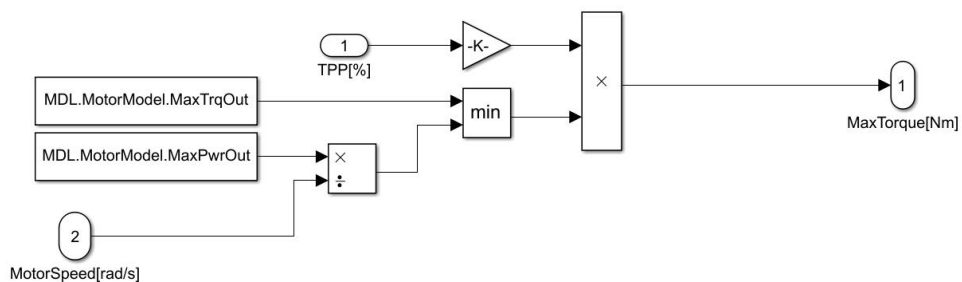 1
TPP[%]
-K-
MDL.MotorModel.MaxTrqOut
min
×
1
MaxTorque[Nm]
MDL.MotorModel.MaxPwrOut
×
÷
2
MotorSpeed[rad/s]